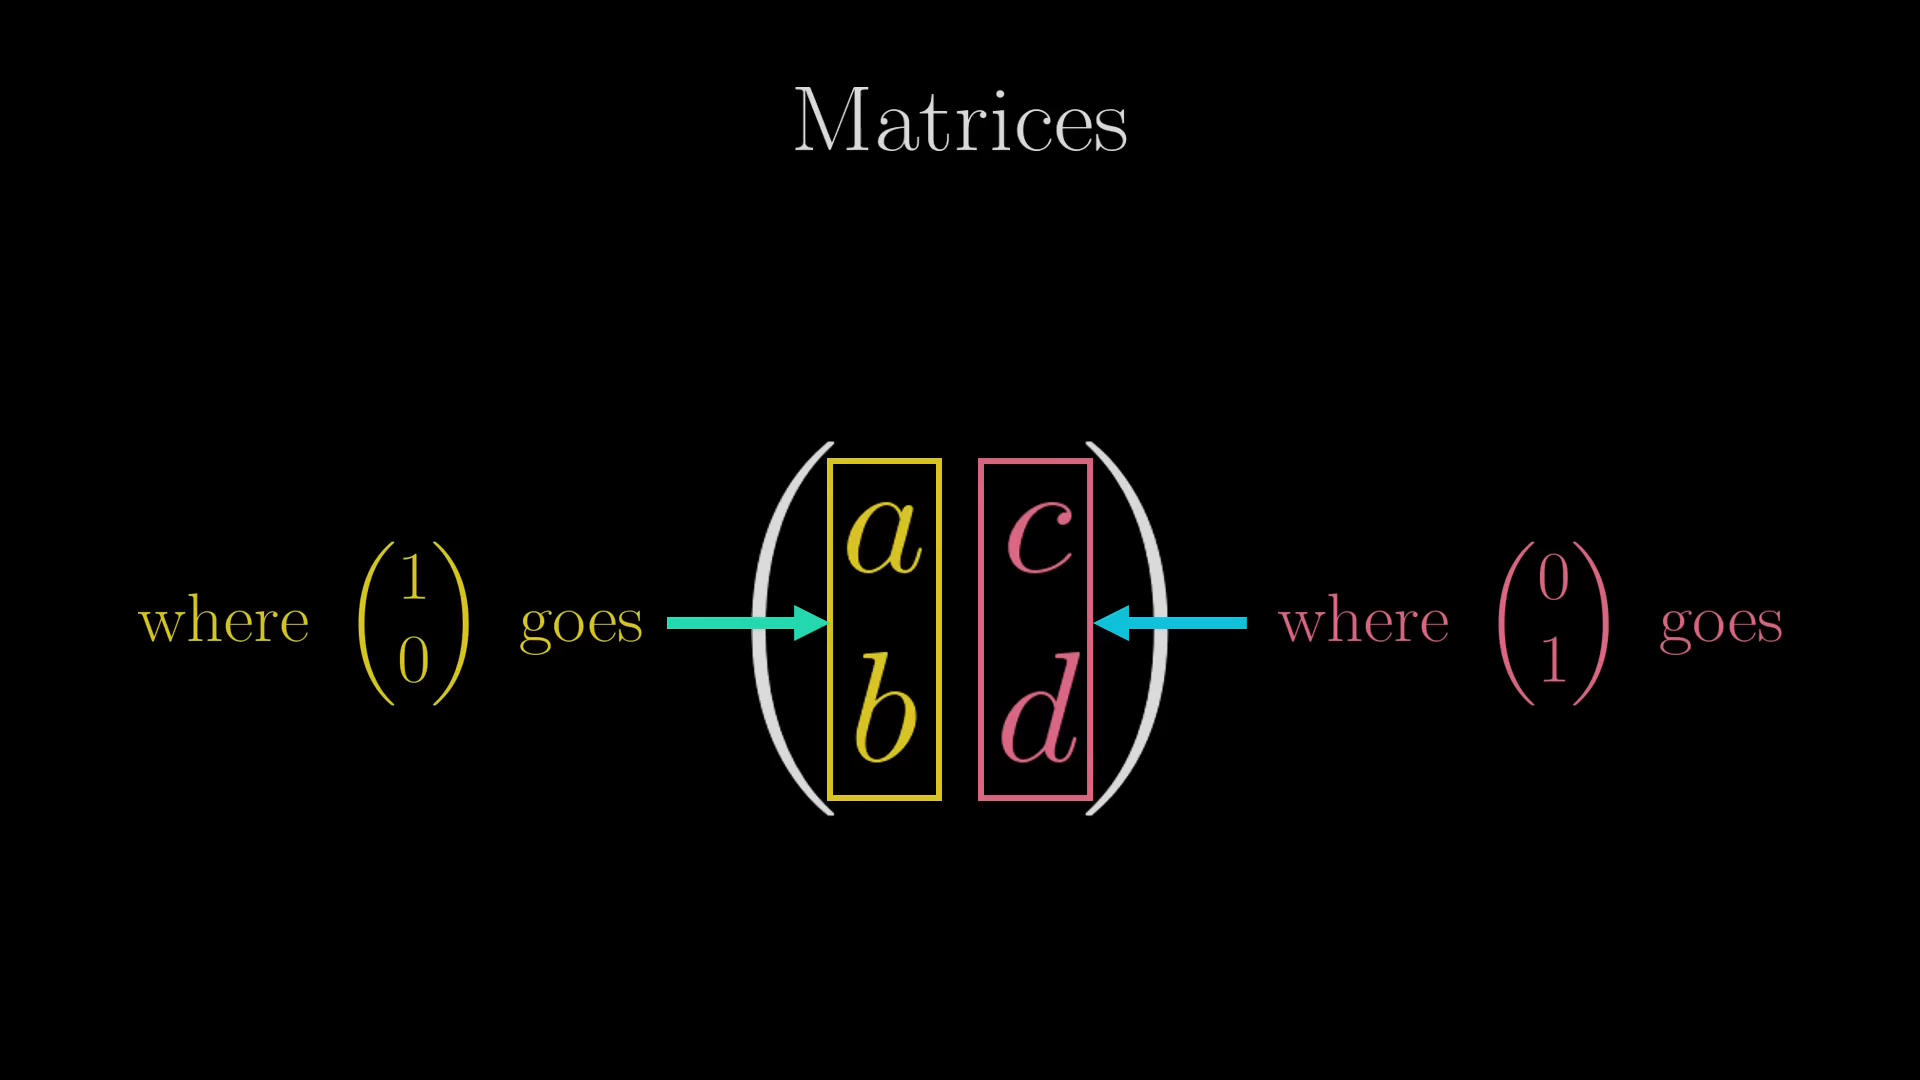 Matrices
where (1 0) goes (a c where (0 1) goes
b d)